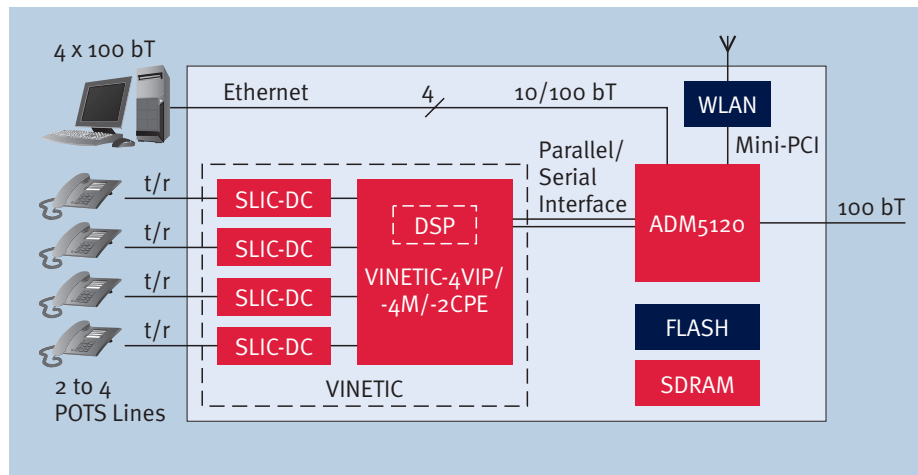 4 x 100 bT
Ethernet
4
10/100 bT
WLAN
Mini-PCI
Parallel/
Serial
Interface
t/r
SLIC-DC
t/r
SLIC-DC
t/r
SLIC-DC
t/r
SLIC-DC
DSP
VINETIC-4VIP/
-4M/-2CPE
VINETIC
ADM5120
100 bT
FLASH
SDRAM
2 to 4
POTS Lines